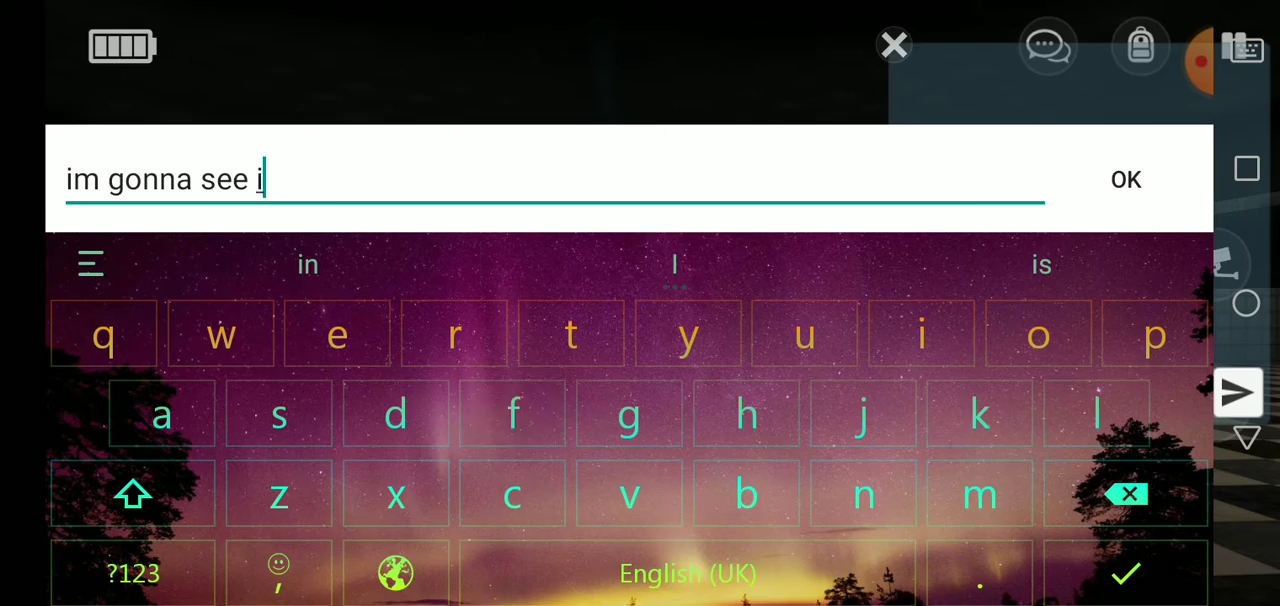 im gonna see i
OK
in I is
q w e r t y u i o p
a s d f g h j k l
z x c v b n m
?123 , English (UK) .